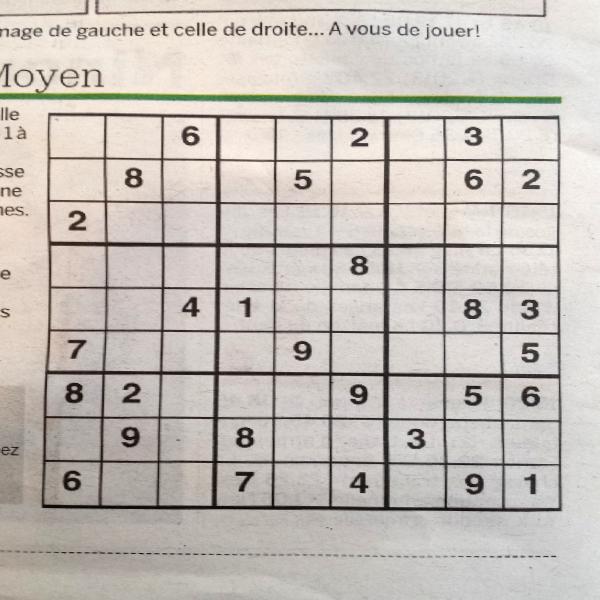 mage de gauche et celle de droite... A vous de jouer!
Moyen
lle
1 à
sse
ne
nes.
e
s
ez
6 2 3
8 5 6 2
2
8
4 1 8 3
7 9 5
8 2 9 5 6
9 8 3
6 7 4 9 1